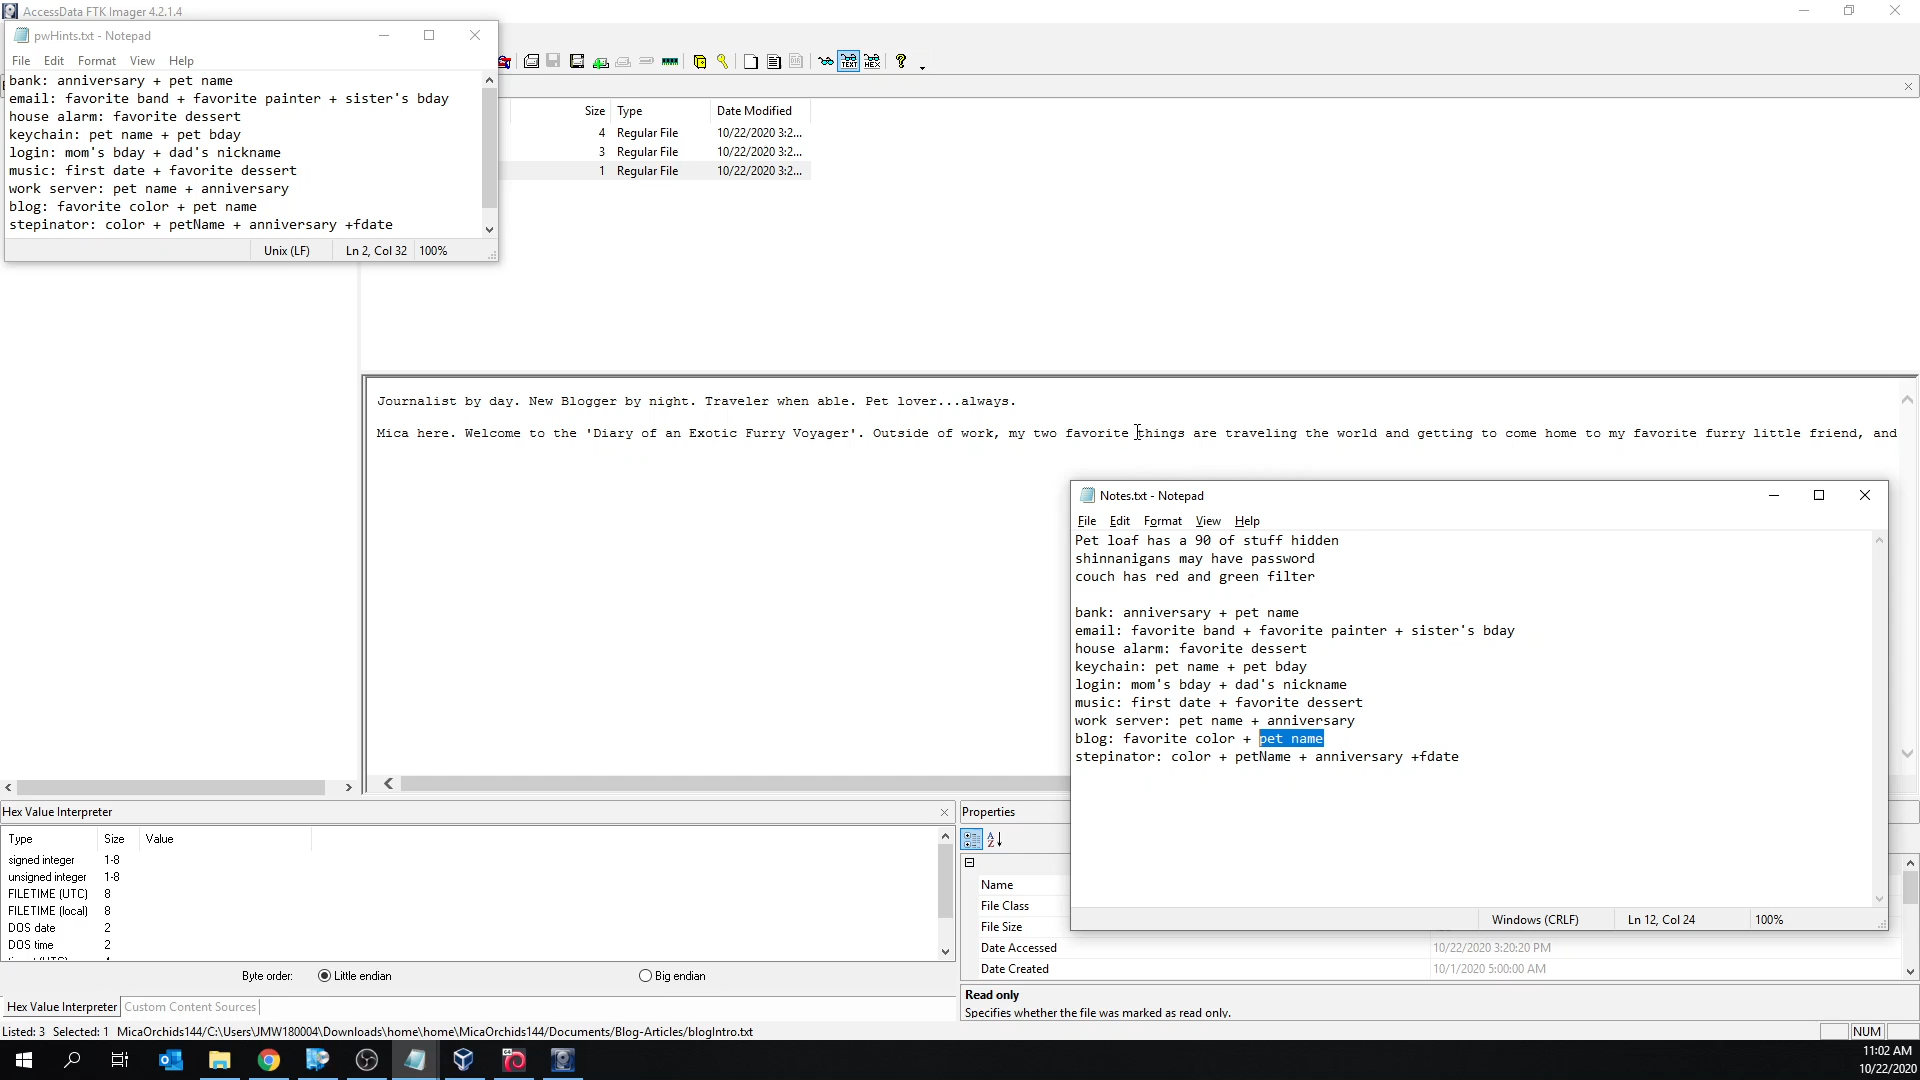 AccessData FTK Imager 4.2.1.4
pwHints.txt - Notepad
File Edit Format View Help
bank: anniversary + pet name
email: favorite band + favorite painter + sister's bday
house alarm: favorite dessert
keychain: pet name + pet bday
login: mom's bday + dad's nickname
music: first date + favorite dessert
work server: pet name + anniversary
blog: favorite color + pet name
stepinator: color + petName + anniversary +fdate
Unix (LF) Ln 2, Col 32 100%
Size Type Date Modified
4 Regular File 10/22/2020 3:2...
3 Regular File 10/22/2020 3:2...
1 Regular File 10/22/2020 3:2...
Journalist by day. New Blogger by night. Traveler when able. Pet lover...always.
Mica here. Welcome to the 'Diary of an Exotic Furry Voyager'. Outside of work, my two favorite things are traveling the world and getting to come home to my favorite furry little friend, and
Notes.txt - Notepad
File Edit Format View Help
Pet loaf has a 90 of stuff hidden
shinnanigans may have password
couch has red and green filter
bank: anniversary + pet name
email: favorite band + favorite painter + sister's bday
house alarm: favorite dessert
keychain: pet name + pet bday
login: mom's bday + dad's nickname
music: first date + favorite dessert
work server: pet name + anniversary
blog: favorite color + pet name
stepinator: color + petName + anniversary +fdate
Windows (CRLF) Ln 12, Col 24 100%
Hex Value Interpreter
Type Size Value
signed integer 1-8
unsigned integer 1-8
FILETIME (UTC) 8
FILETIME (local) 8
DOS date 2
DOS time 2
Byte order: Little endian Big endian
Hex Value Interpreter Custom Content Sources
Properties
Name
File Class
File Size
Date Accessed 10/22/2020 3:20:20 PM
Date Created 10/1/2020 5:00:00 AM
Read only
Specifies whether the file was marked as read only.
Listed: 3 Selected: 1 MicaOrchids144/C:\Users\JMW180004\Downloads\home\home\MicaOrchids144/Documents/Blog-Articles/blogIntro.txt
NUM
11:02 AM
10/22/2020